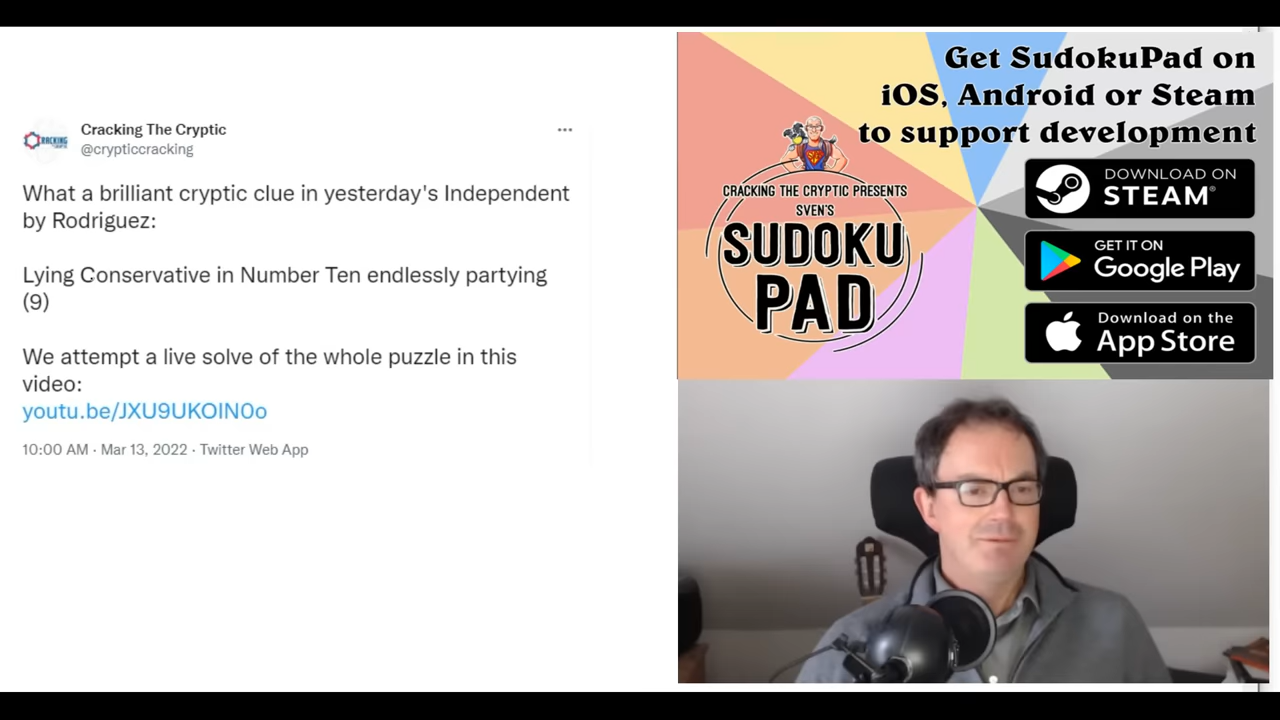 Cracking The Cryptic
@crypticcracking
What a brilliant cryptic clue in yesterday's Independent
by Rodriguez:
Lying Conservative in Number Ten endlessly partying
(9)
We attempt a live solve of the whole puzzle in this
video:
youtu.be/JXU9UKOIN0o
10:00 AM · Mar 13, 2022 · Twitter Web App
CRACKING
Get SudokuPad on
iOS, Android or Steam
to support development
CRACKING THE CRYPTIC PRESENTS
SVEN'S
SUDOKU
PAD
DOWNLOAD ON
STEAM®
GET IT ON
Google Play
Download on the
App Store